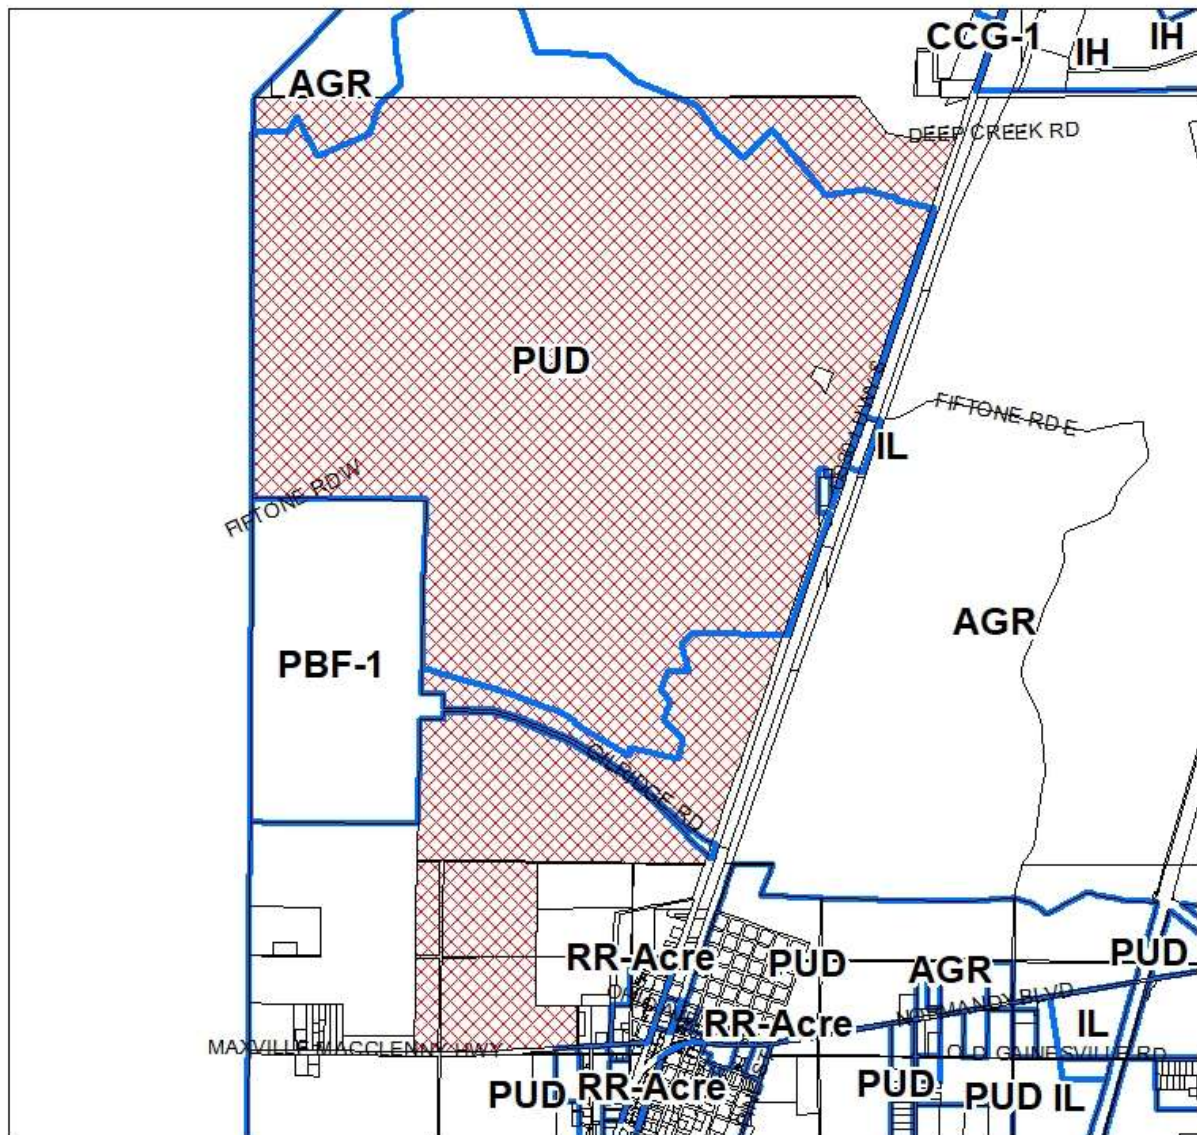 CCG-1
IH
IH
AGR
DEEP CREEK RD
PUD
FIFTONE RD E
IL
FIFTONE RD W
AGR
PBF-1
GILRIDGE RD
RR-Acre
PUD
AGR
PUD
NORMANDY BLVD
RR-Acre
IL
MAXVILLE MACCLENNY HWY
OLD GAINESVILLE RD
PUD
RR-Acre
PUD
PUD
IL